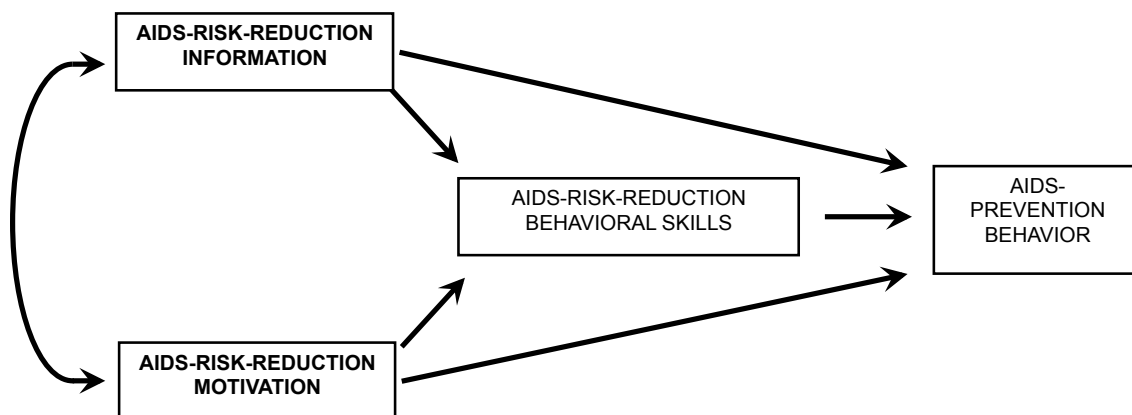 AIDS-RISK-REDUCTION
INFORMATION
AIDS-RISK-REDUCTION
BEHAVIORAL SKILLS
AIDS-
PREVENTION
BEHAVIOR
AIDS-RISK-REDUCTION
MOTIVATION